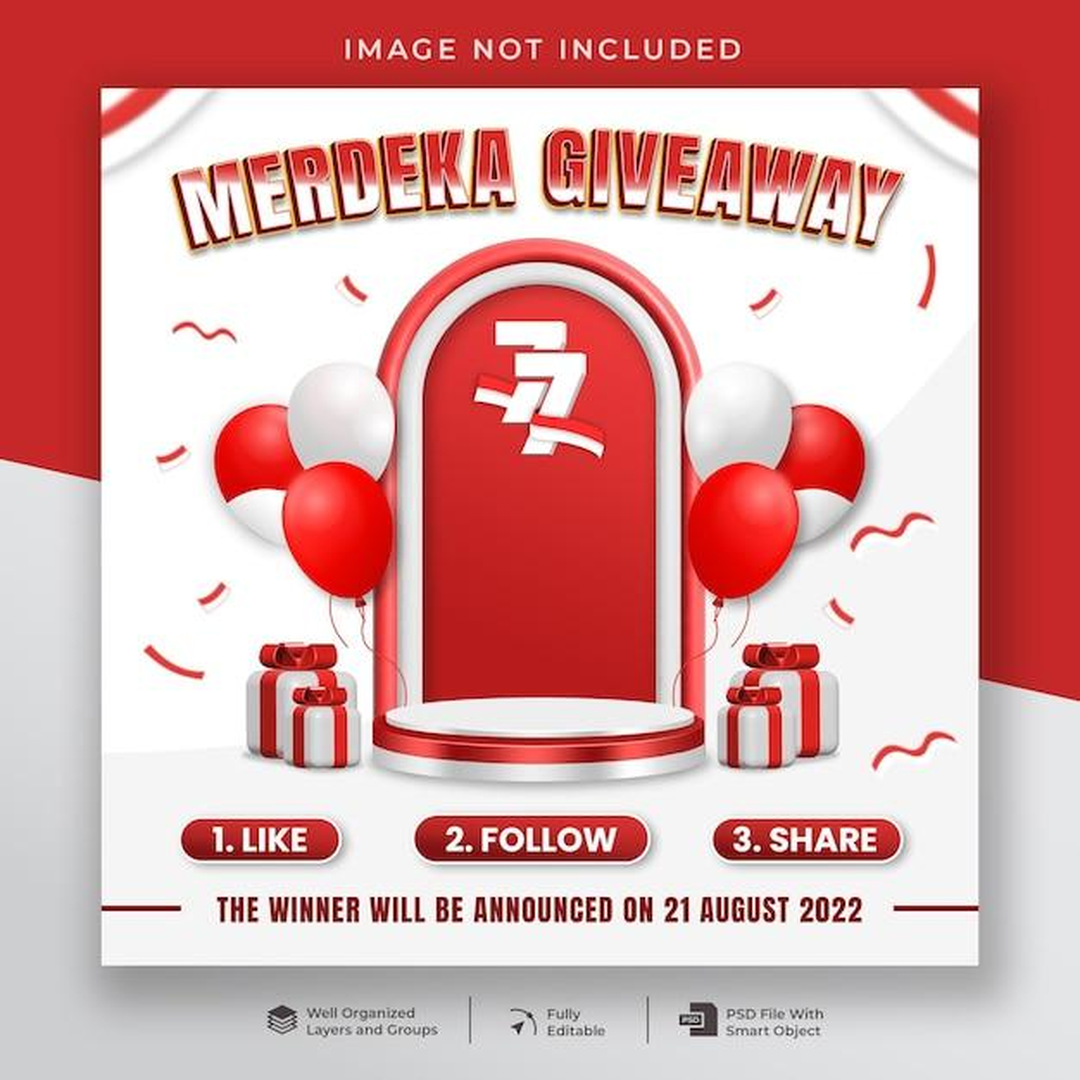 IMAGE NOT INCLUDED
MERDEKA GIVEAWAY
77
1. LIKE
2. FOLLOW
3. SHARE
THE WINNER WILL BE ANNOUNCED ON 21 AUGUST 2022
Well Organized
Layers and Groups
Fully
Editable
PSD
PSD File With
Smart Object